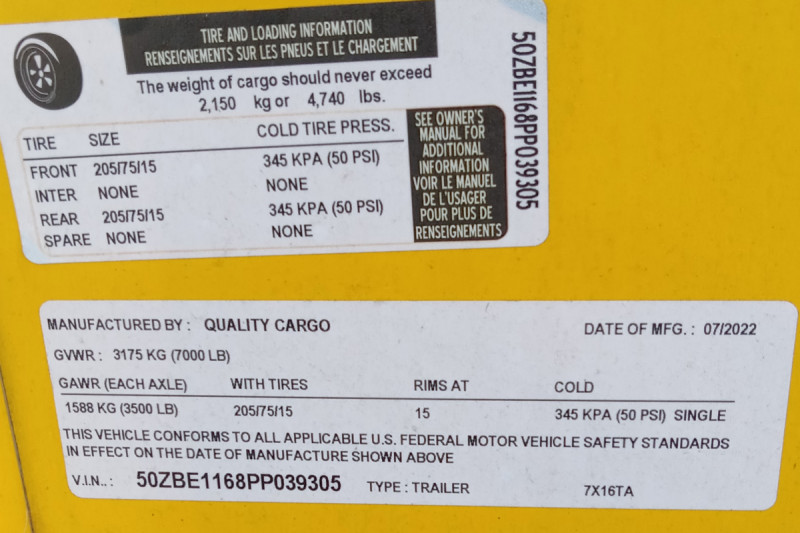 TIRE AND LOADING INFORMATION
RENSEIGNEMENTS SUR LES PNEUS ET LE CHARGEMENT
The weight of cargo should never exceed
2,150 kg or 4,740 lbs.
TIRE SIZE COLD TIRE PRESS.
FRONT 205/75/15 345 KPA (50 PSI)
INTER NONE NONE
REAR 205/75/15 345 KPA (50 PSI)
SPARE NONE NONE
SEE OWNER'S
MANUAL FOR
ADDITIONAL
INFORMATION
VOIR LE MANUEL
DE L'USAGER
POUR PLUS DE
RENSEIGNEMENTS
50ZBE1168PP039305
MANUFACTURED BY : QUALITY CARGO DATE OF MFG. : 07/2022
GVWR : 3175 KG (7000 LB)
GAWR (EACH AXLE) WITH TIRES RIMS AT COLD
1588 KG (3500 LB) 205/75/15 15 345 KPA (50 PSI) SINGLE
THIS VEHICLE CONFORMS TO ALL APPLICABLE U.S. FEDERAL MOTOR VEHICLE SAFETY STANDARDS
IN EFFECT ON THE DATE OF MANUFACTURE SHOWN ABOVE
V.I.N.. : 50ZBE1168PP039305 TYPE : TRAILER 7X16TA